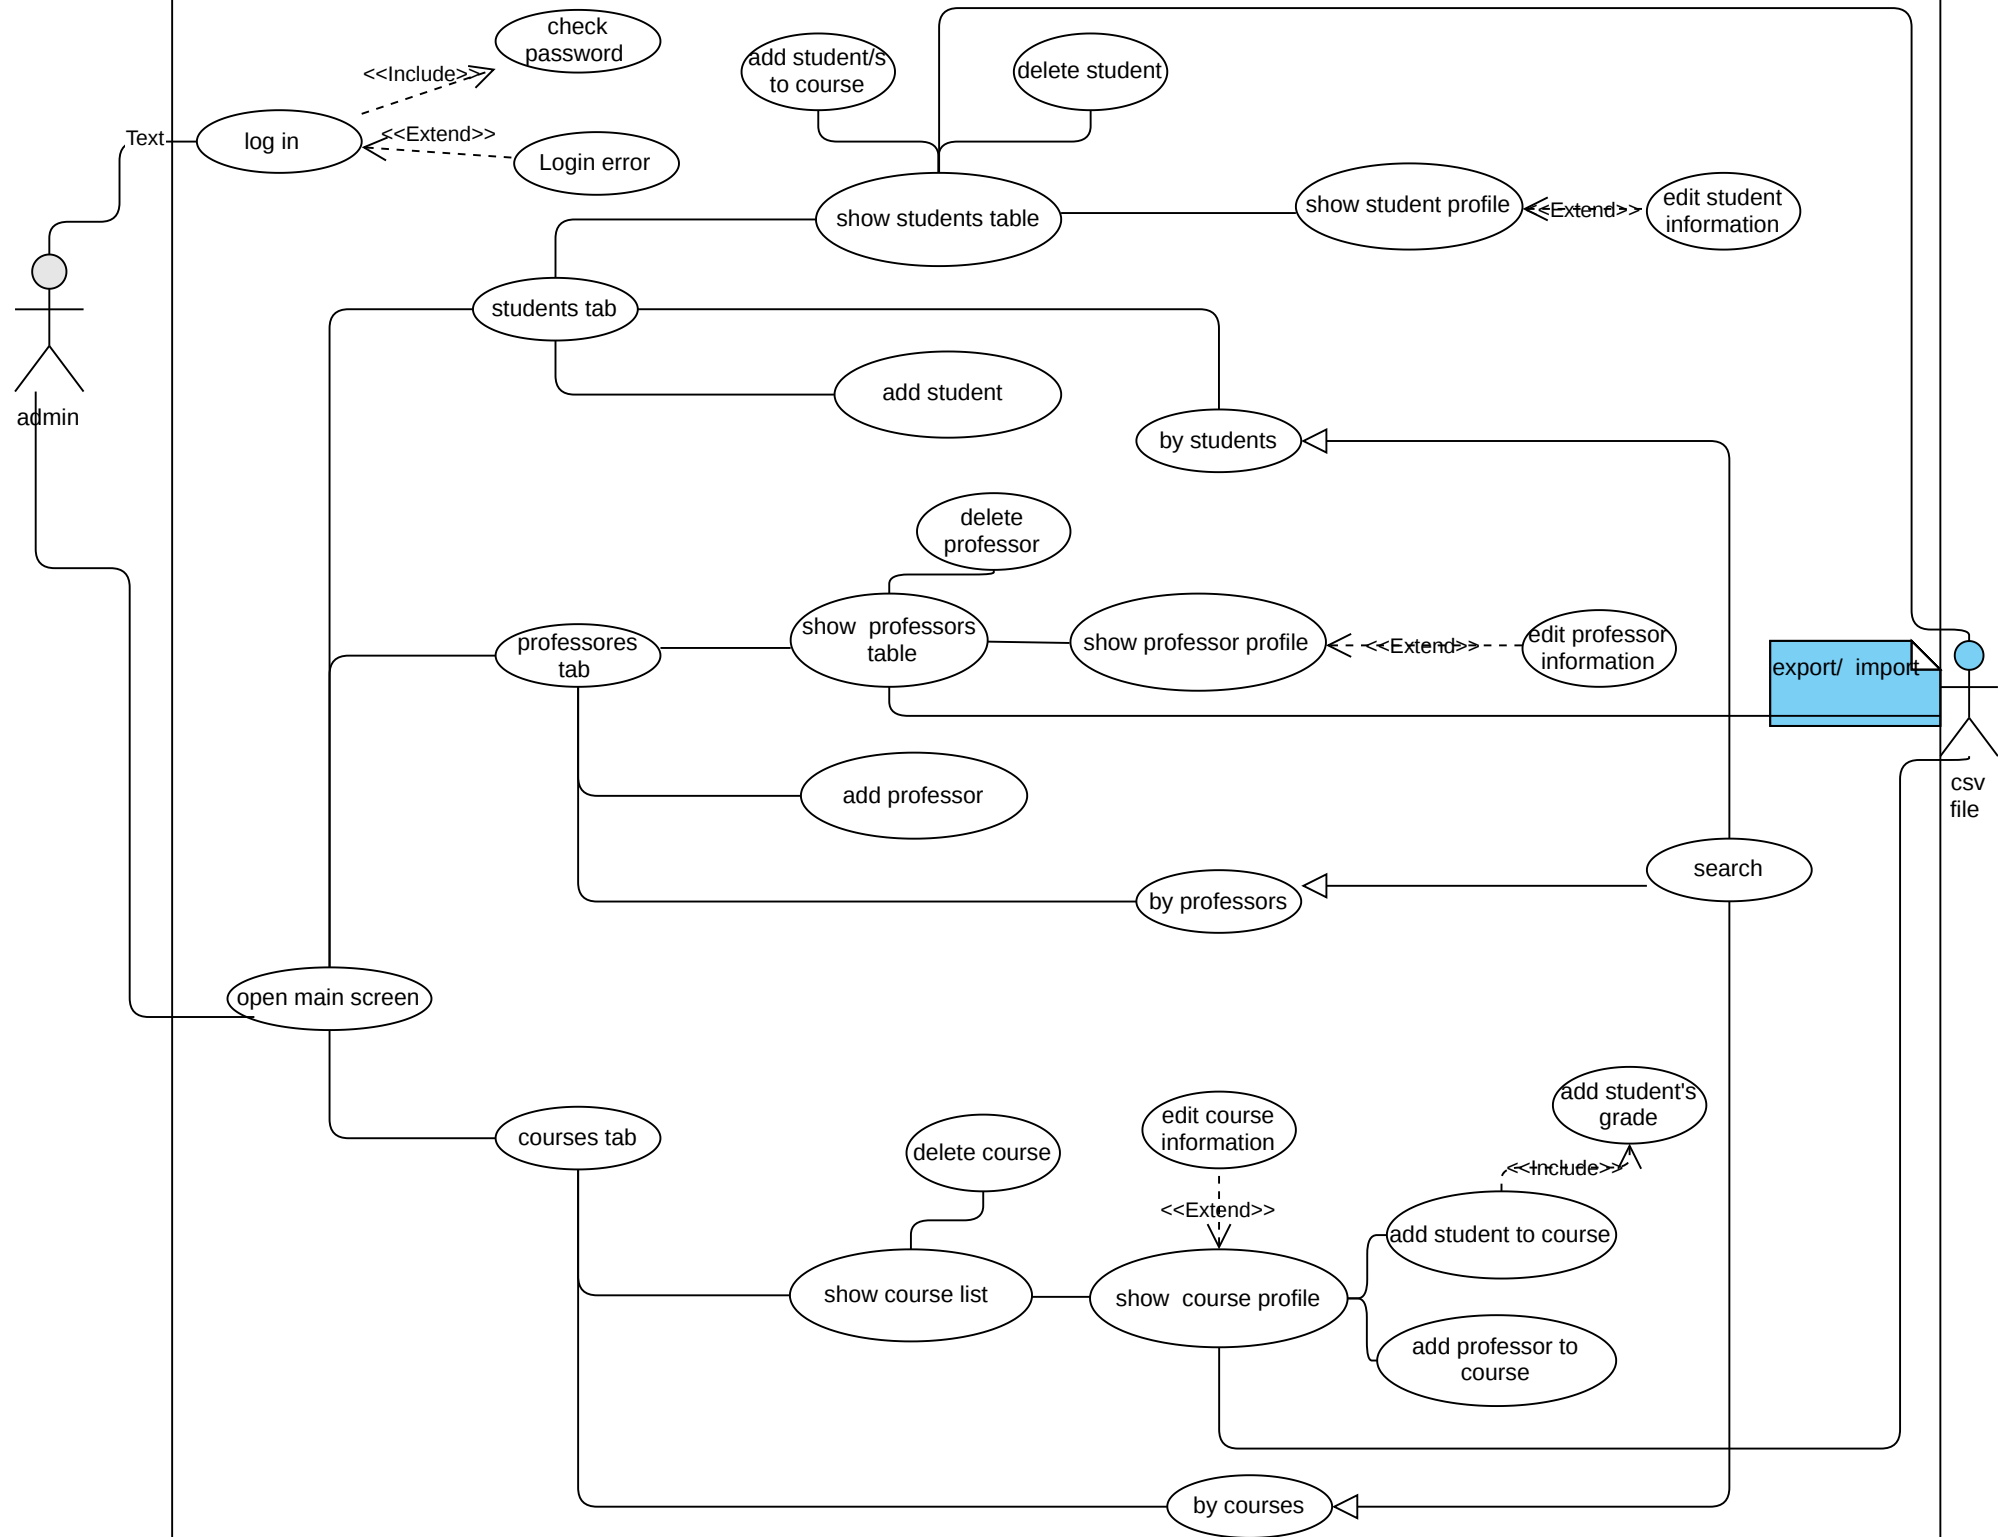 check
password
<<Include>>
add student/s
to course
delete student
Text
log in
<<Extend>>
Login error
show students table
show student profile
<<Extend>>
edit student
information
students tab
add student
admin
by students
delete
professor
professores
tab
show  professors
table
show professor profile
<<Extend>>
edit professor
information
export/  import
csv
file
add professor
search
by professors
open main screen
add student's
grade
edit course
information
courses tab
delete course
<<Include>>
<<Extend>>
add student to course
show course list
show  course profile
add professor to
course
by courses